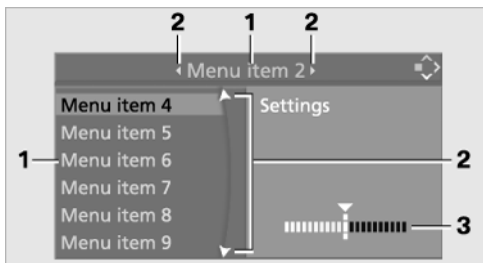 2 1 2
Menu item 2
Menu item 4 Settings
Menu item 5
1 Menu item 6 2
Menu item 7
Menu item 8 3
Menu item 9